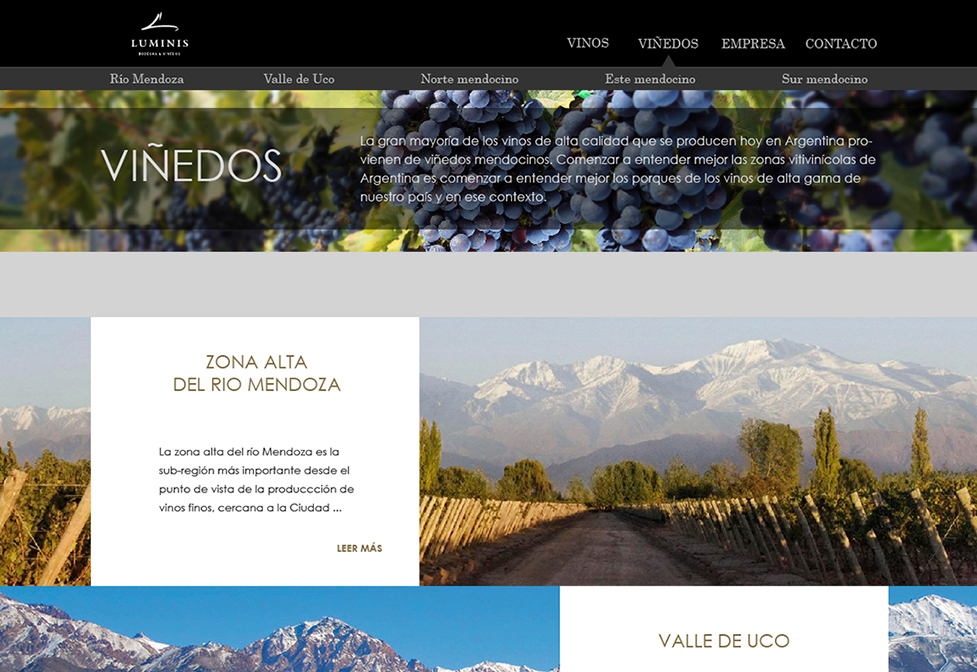 LUMINIS
BODEGAS & VIÑEDOS
VINOS VIÑEDOS EMPRESA CONTACTO
Río Mendoza Valle de Uco Norte mendocino Este mendocino Sur mendocino
VIÑEDOS
La gran mayoría de los vinos de alta calidad que se producen hoy en Argentina pro-
vienen de viñedos mendocinos. Comenzar a entender mejor las zonas vitivinícolas de
Argentina es comenzar a entender mejor los porques de los vinos de alta gama de
nuestro país y en ese contexto.
ZONA ALTA
DEL RIO MENDOZA
La zona alta del río Mendoza es la
sub-región más importante desde el
punto de vista de la produccción de
vinos finos, cercana a la Ciudad ...
LEER MÁS
VALLE DE UCO